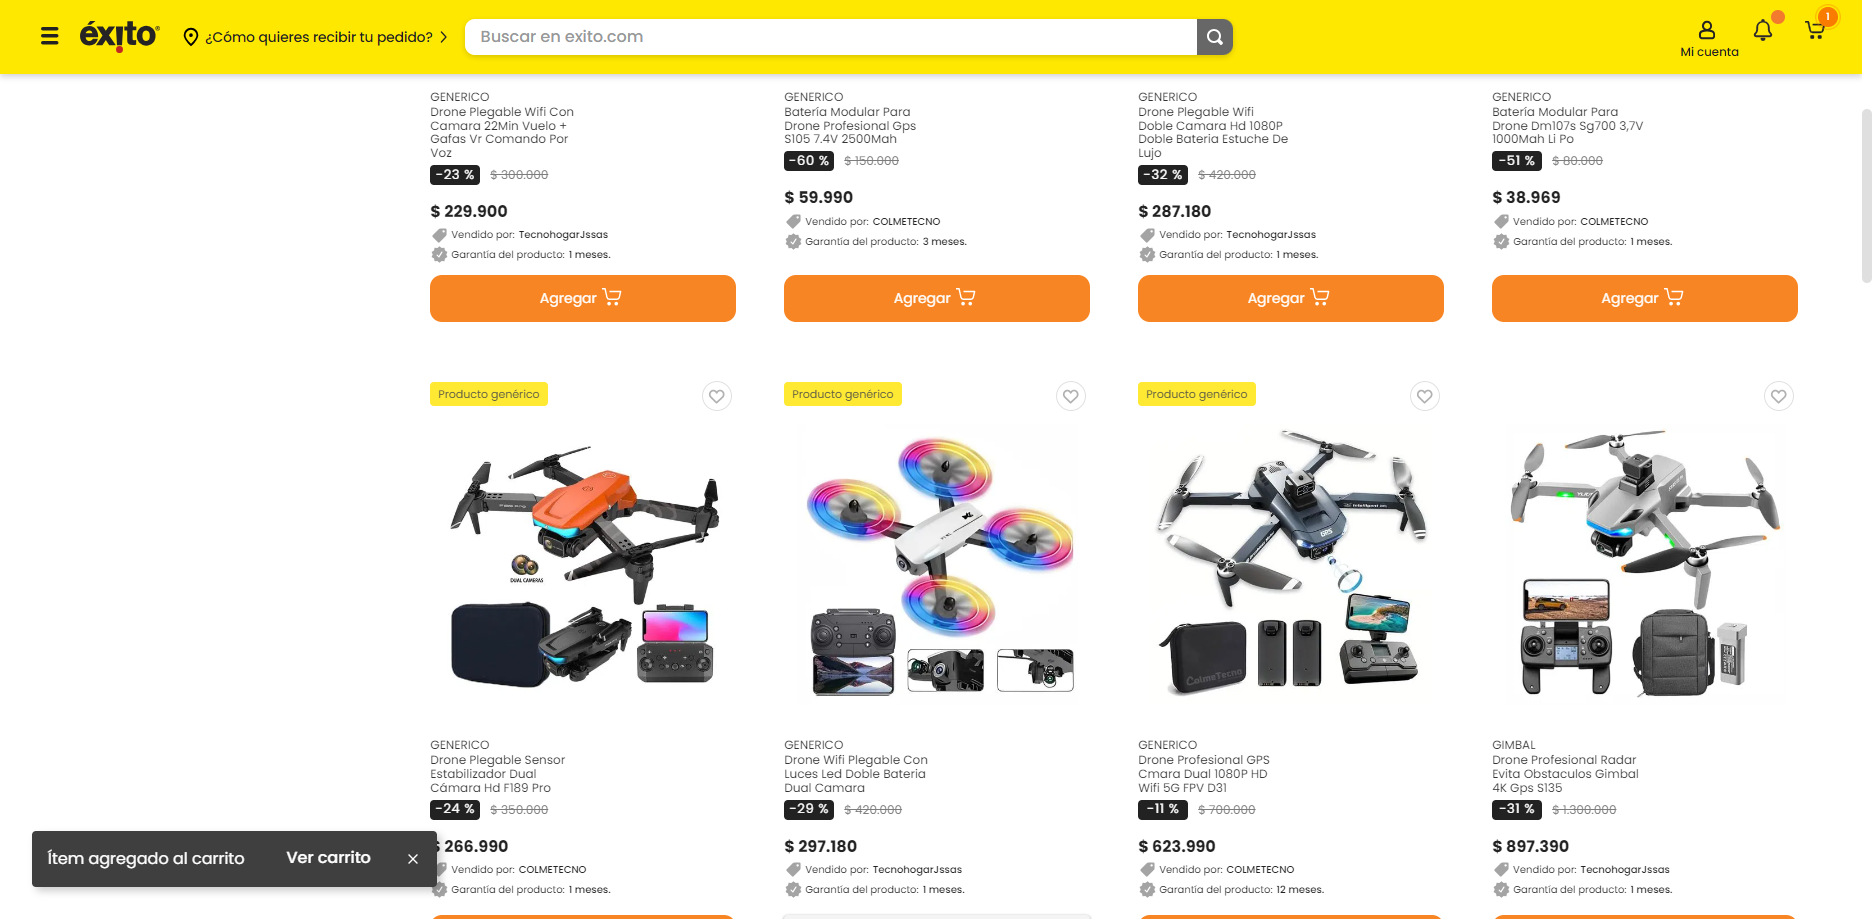 éxito
¿Cómo quieres recibir tu pedido?
Buscar en exito.com
Mi cuenta
1
GENERICO
Drone Plegable Wifi Con
Camara 22Min Vuelo +
Gafas Vr Comando Por
Voz
-23 % $ 300.000
$ 229.900
Vendido por: TecnohogarJssas
Garantía del producto: 1 meses.
Agregar
GENERICO
Batería Modular Para
Drone Profesional Gps
S105 7.4V 2500Mah
-60 % $ 150.000
$ 59.990
Vendido por: COLMETECNO
Garantía del producto: 3 meses.
Agregar
GENERICO
Drone Plegable Wifi
Doble Camara Hd 1080P
Doble Bateria Estuche De
Lujo
-32 % $ 420.000
$ 287.180
Vendido por: TecnohogarJssas
Garantía del producto: 1 meses.
Agregar
GENERICO
Batería Modular Para
Drone Dm107s Sg700 3,7V
1000Mah Li Po
-51 % $ 80.000
$ 38.969
Vendido por: COLMETECNO
Garantía del producto: 1 meses.
Agregar
Producto genérico
DUAL CAMERAS
GENERICO
Drone Plegable Sensor
Estabilizador Dual
Cámara Hd F189 Pro
-24 % $ 350.000
$ 266.990
Vendido por: COLMETECNO
Garantía del producto: 1 meses.
Producto genérico
GENERICO
Drone Wifi Plegable Con
Luces Led Doble Bateria
Dual Camara
-29 % $ 420.000
$ 297.180
Vendido por: TecnohogarJssas
Garantía del producto: 1 meses.
Producto genérico
GPS
ColmeTecno
GENERICO
Drone Profesional GPS
Cmara Dual 1080P HD
Wifi 5G FPV D31
-11 % $ 700.000
$ 623.990
Vendido por: COLMETECNO
Garantía del producto: 12 meses.
GIMBAL
Drone Profesional Radar
Evita Obstaculos Gimbal
4K Gps S135
-31 % $ 1.300.000
$ 897.390
Vendido por: TecnohogarJssas
Garantía del producto: 1 meses.
Ítem agregado al carrito
Ver carrito